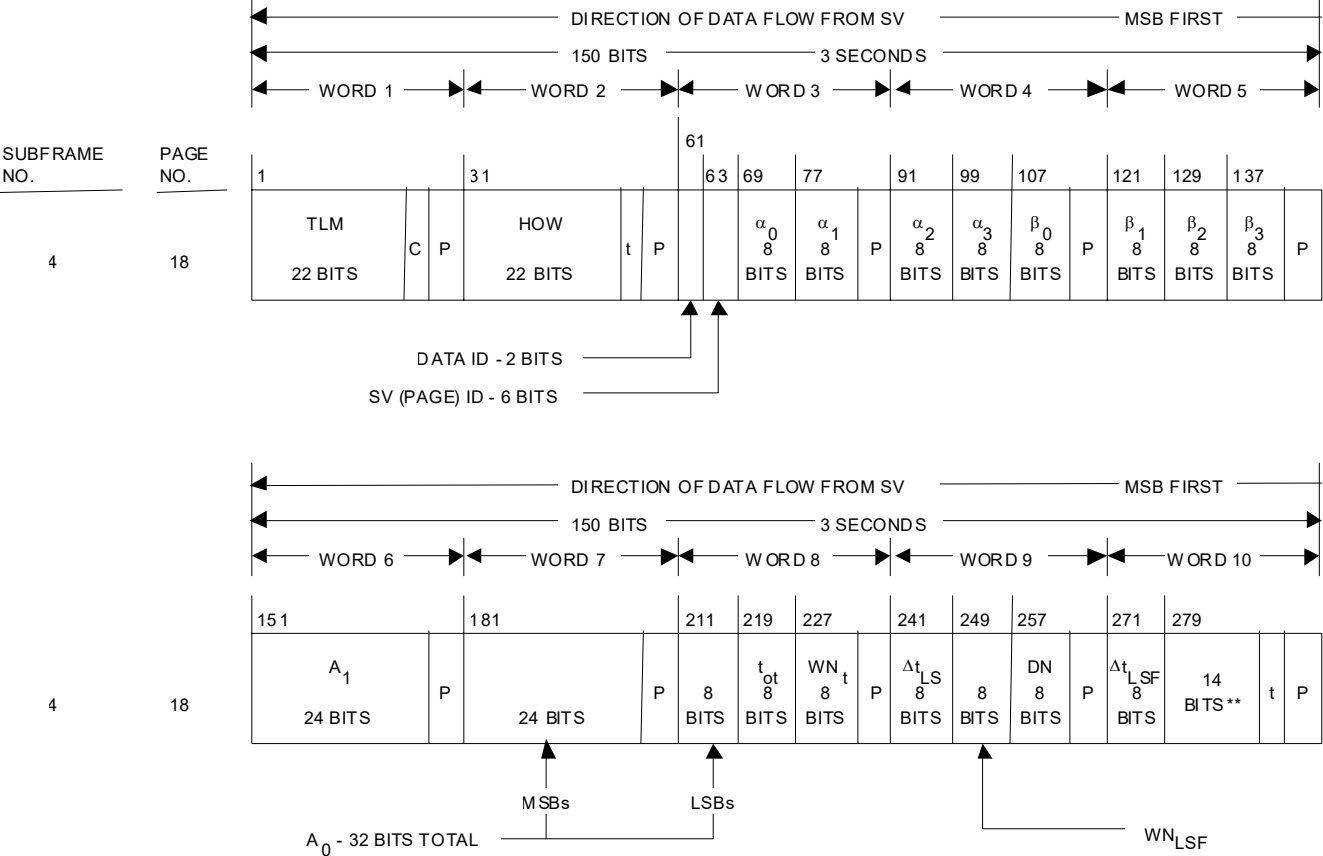 DIRECTION OF DATA FLOW FROM SV MSB FIRST
150 BITS 3 SECONDS
WORD 1 WORD 2 WORD 3 WORD 4 WORD 5
SUBFRAME NO. PAGE NO.
61
1 31 63 69 77 91 99 107 121 129 137
4 18
TLM 22 BITS C P HOW 22 BITS t P α0 8 BITS α1 8 BITS P α2 8 BITS α3 8 BITS β0 8 BITS P β1 8 BITS β2 8 BITS β3 8 BITS P
DATA ID - 2 BITS
SV (PAGE) ID - 6 BITS
DIRECTION OF DATA FLOW FROM SV MSB FIRST
150 BITS 3 SECONDS
WORD 6 WORD 7 WORD 8 WORD 9 WORD 10
151 181 211 219 227 241 249 257 271 279
4 18
A1 24 BITS P 24 BITS P 8 BITS tot 8 BITS WNt 8 BITS P ΔtLS 8 BITS 8 BITS DN 8 BITS P ΔtLSF 8 BITS 14 BITS** t P
MSBs LSBs
A0 - 32 BITS TOTAL
WNLSF